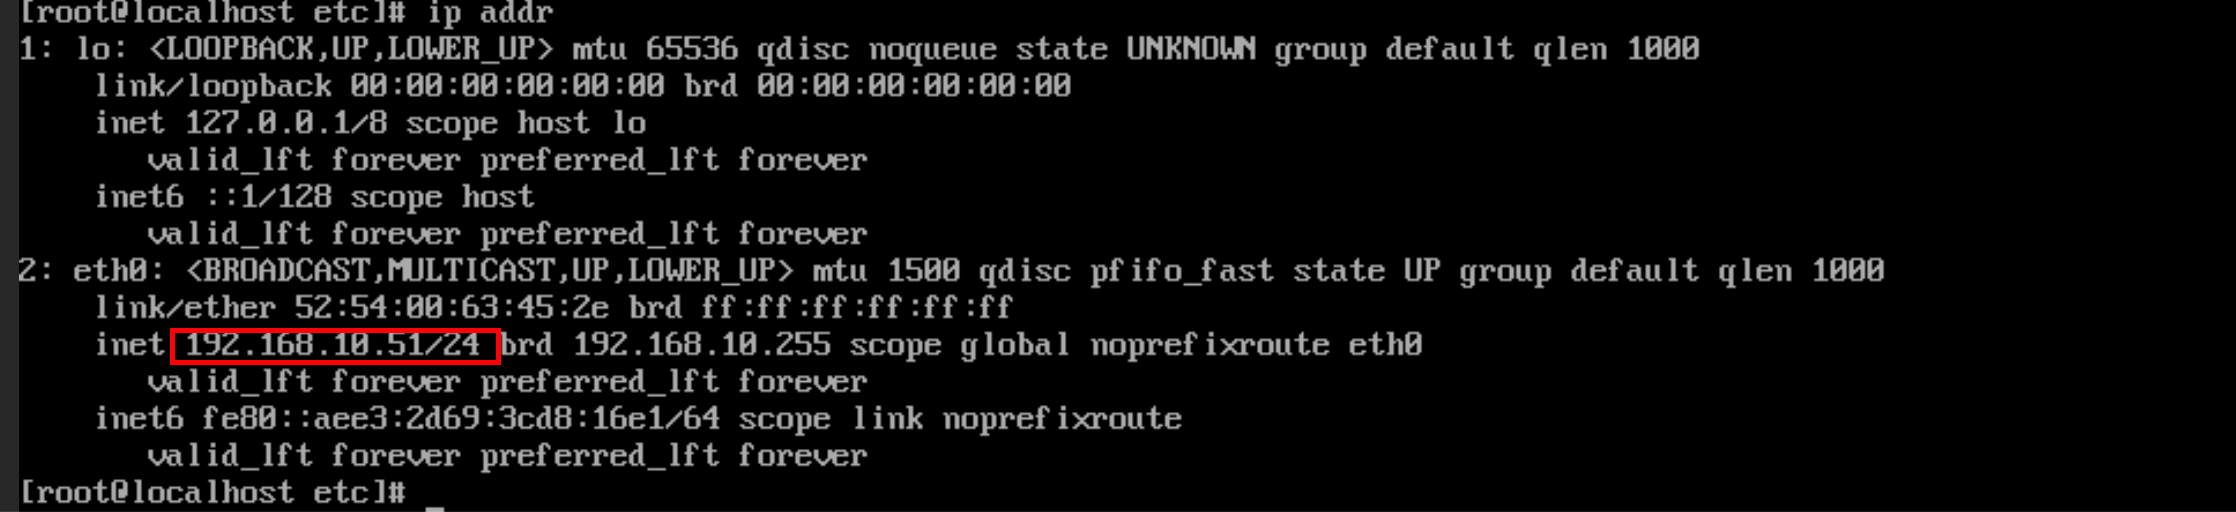 [root@localhost etc]# ip addr
1: lo: <LOOPBACK,UP,LOWER_UP> mtu 65536 qdisc noqueue state UNKNOWN group default qlen 1000
link/loopback 00:00:00:00:00:00 brd 00:00:00:00:00:00
inet 127.0.0.1/8 scope host lo
valid_lft forever preferred_lft forever
inet6 ::1/128 scope host
valid_lft forever preferred_lft forever
2: eth0: <BROADCAST,MULTICAST,UP,LOWER_UP> mtu 1500 qdisc pfifo_fast state UP group default qlen 1000
link/ether 52:54:00:63:45:2e brd ff:ff:ff:ff:ff:ff
inet 192.168.10.51/24 brd 192.168.10.255 scope global noprefixroute eth0
valid_lft forever preferred_lft forever
inet6 fe80::aee3:2d69:3cd8:16e1/64 scope link noprefixroute
valid_lft forever preferred_lft forever
[root@localhost etc]#